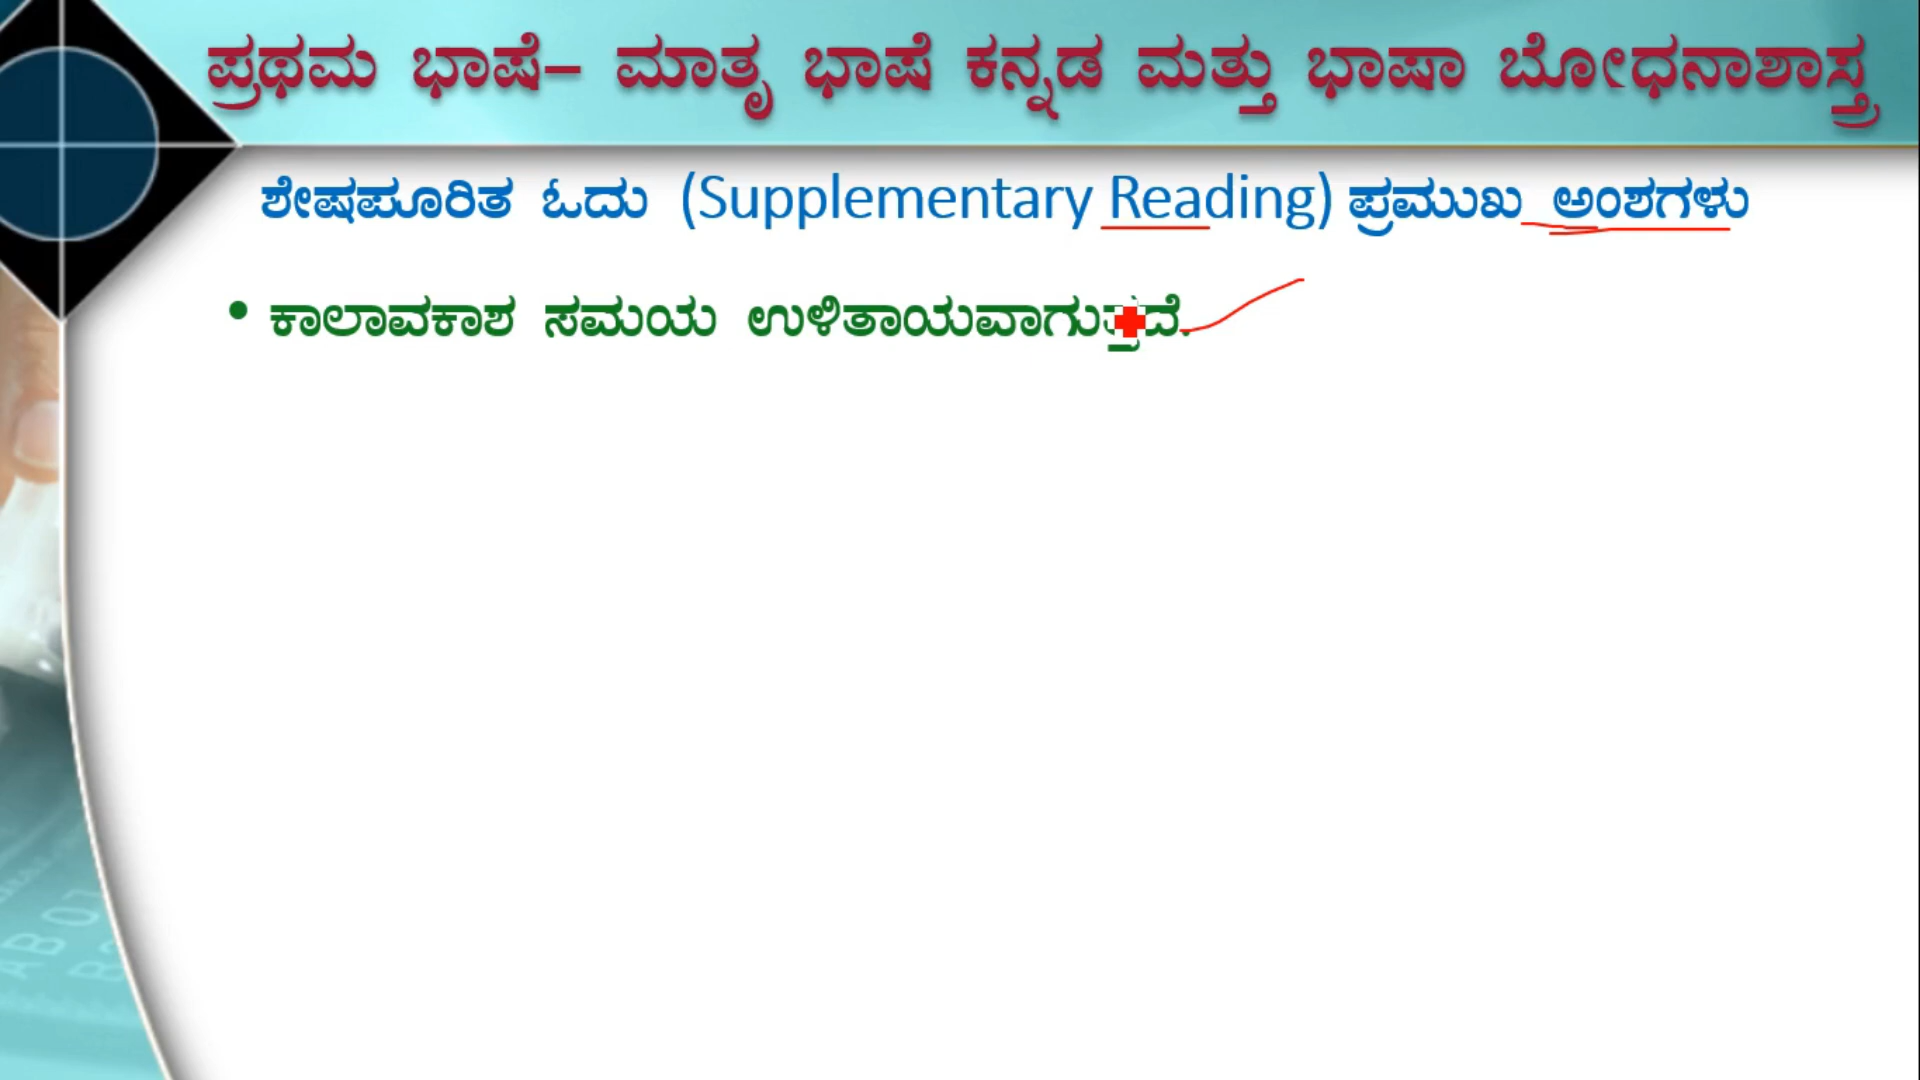 ಪ್ರಥಮ ಭಾಷೆ– ಮಾತೃ ಭಾಷೆ ಕನ್ನಡ ಮತ್ತು ಭಾಷಾ ಬೋಧನಾಶಾಸ್ತ್ರ
ಶೇಷಪೂರಿತ ಓದು (Supplementary Reading) ಪ್ರಮುಖ ಅಂಶಗಳು
• ಕಾಲಾವಕಾಶ ಸಮಯ ಉಳಿತಾಯವಾಗುತ್ತದೆ.